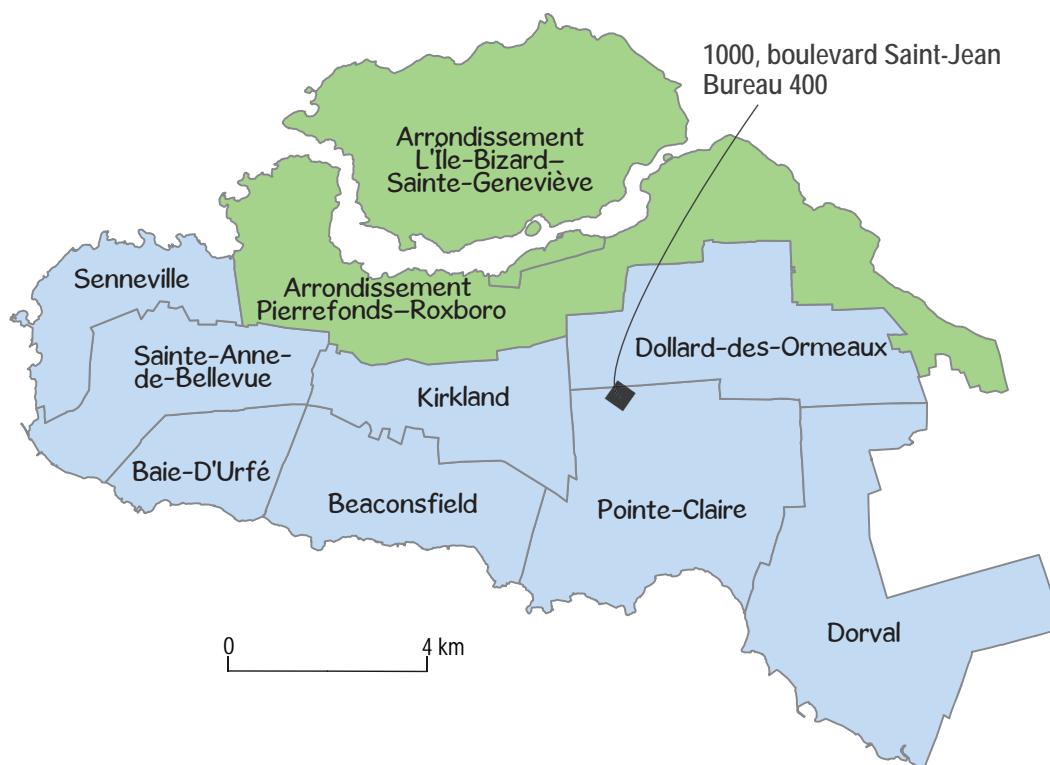 1000, boulevard Saint-Jean
Bureau 400
Arrondissement
L'Île-Bizard–
Sainte-Geneviève
Senneville
Arrondissement
Pierrefonds–Roxboro
Sainte-Anne-
de-Bellevue
Dollard-des-Ormeaux
Kirkland
Baie-D'Urfé
Beaconsfield
Pointe-Claire
Dorval
0 4 km